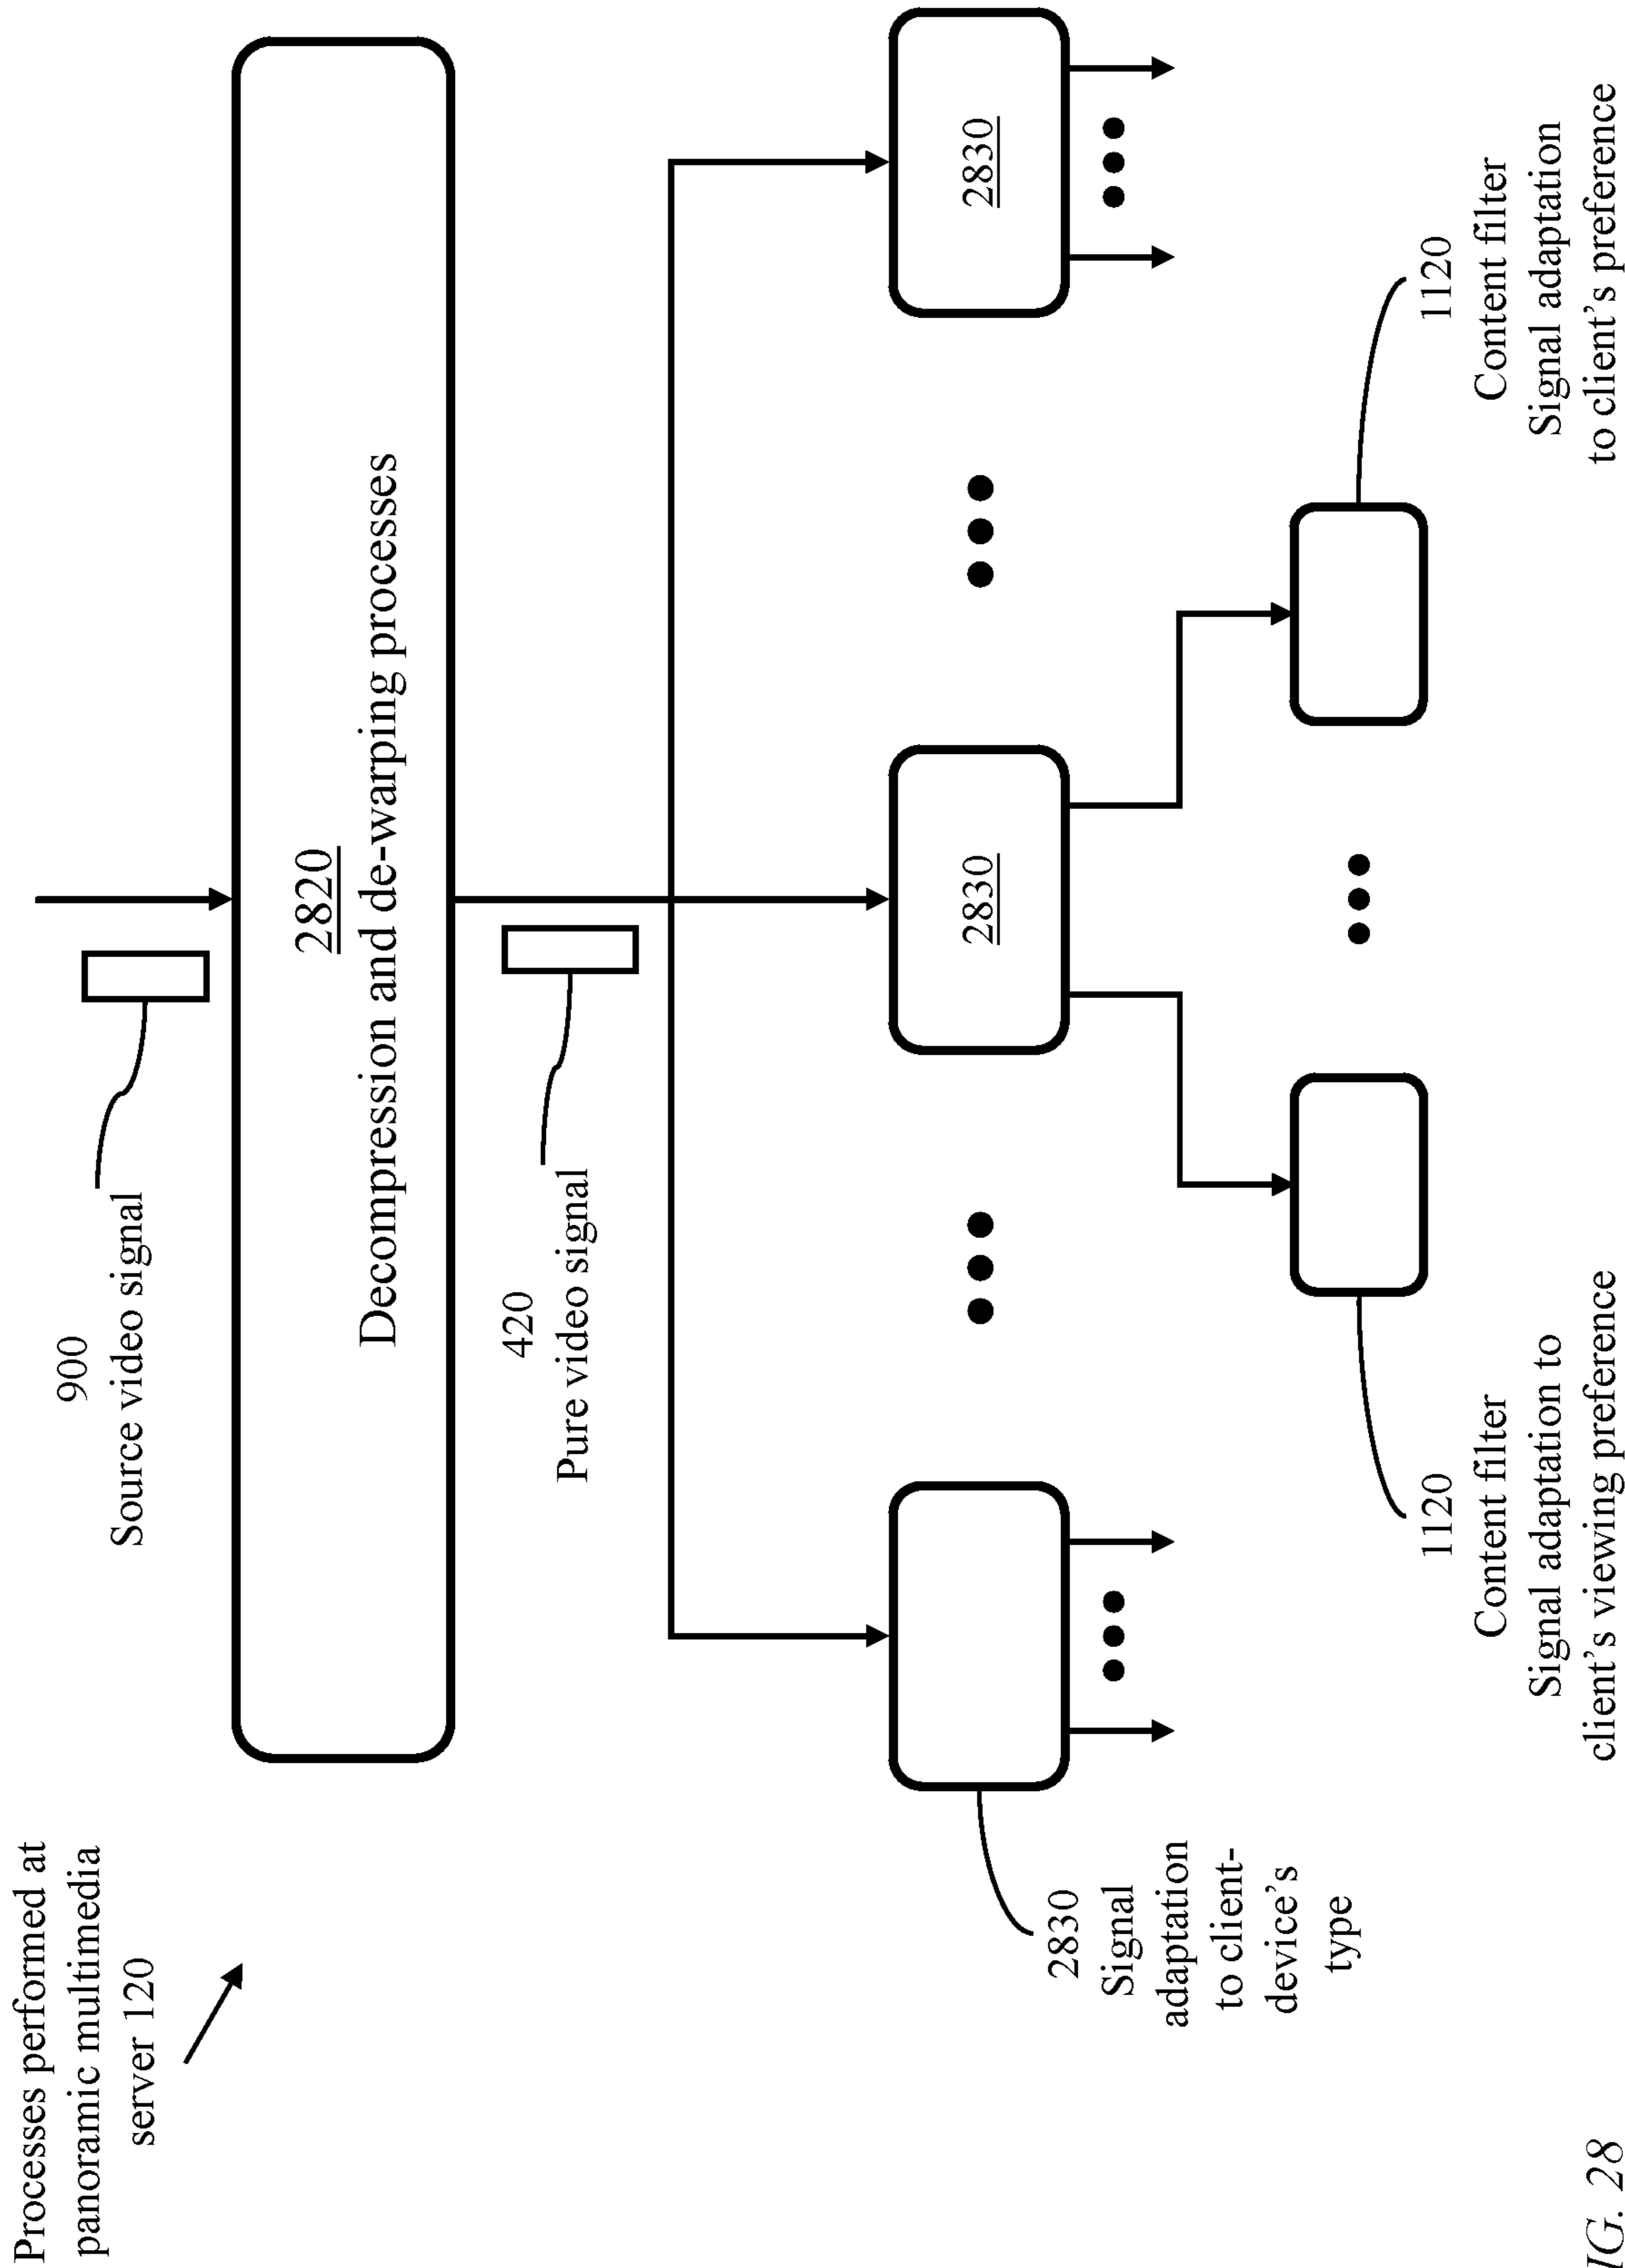 Processes performed at
panoramic multimedia
server 120
900
Source video signal
2820
Decompression and de-warping processes
420
Pure video signal
2830
Signal
adaptation
to client-
device's
type
2830
2830
1120
Content filter
Signal adaptation to
client's viewing preference
1120
Content filter
Signal adaptation
to client's preference
IG. 28